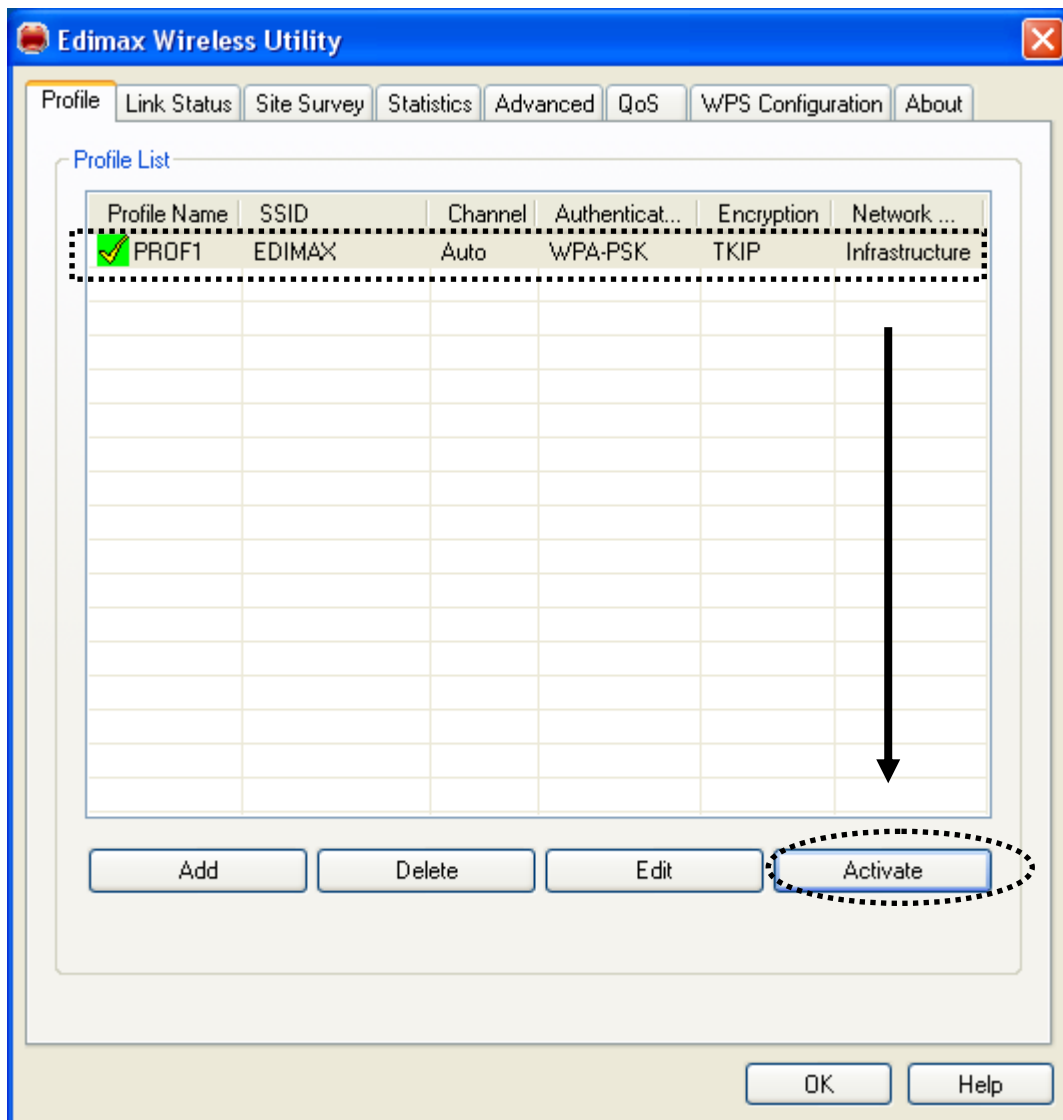 Edimax Wireless Utility
Profile Link Status Site Survey Statistics Advanced QoS WPS Configuration About
Profile List
Profile Name SSID Channel Authenticat... Encryption Network ...
PROF1 EDIMAX Auto WPA-PSK TKIP Infrastructure
Add Delete Edit Activate
OK Help